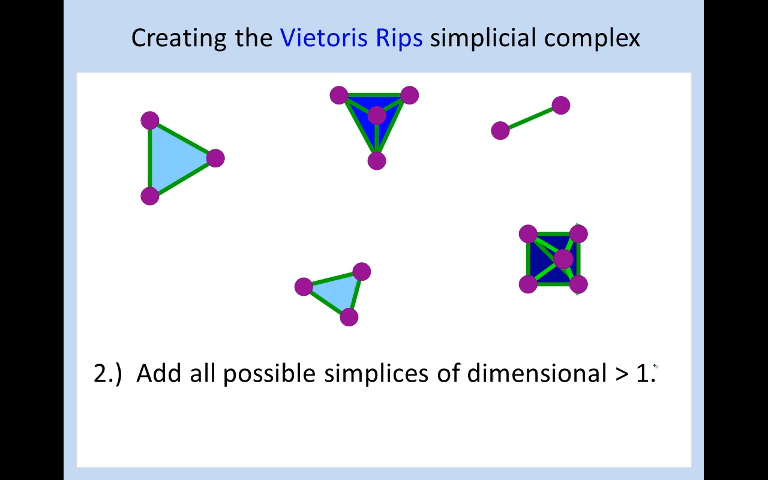 Creating the Vietoris Rips simplicial complex
2.) Add all possible simplices of dimensional > 1.